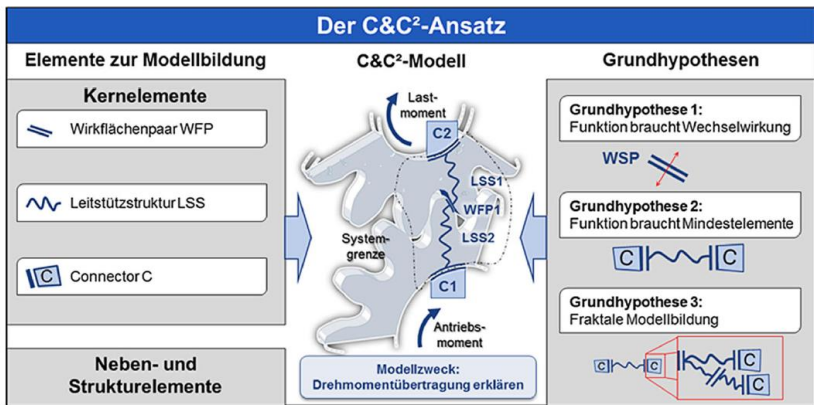 Der C&C²-Ansatz
Elemente zur Modellbildung
Kernelemente
Wirkflächenpaar WFP
Leitstützstruktur LSS
C
Connector C
Neben- und
Strukturelemente
C&C²-Modell
Last-
moment
C2
LSS1
WFP1
LSS2
System-
grenze
C1
Antriebs-
moment
Modellzweck:
Drehmomentübertragung erklären
Grundhypothesen
Grundhypothese 1:
Funktion braucht Wechselwirkung
WSP
Grundhypothese 2:
Funktion braucht Mindestelemente
C C
Grundhypothese 3:
Fraktale Modellbildung
C C
C
C